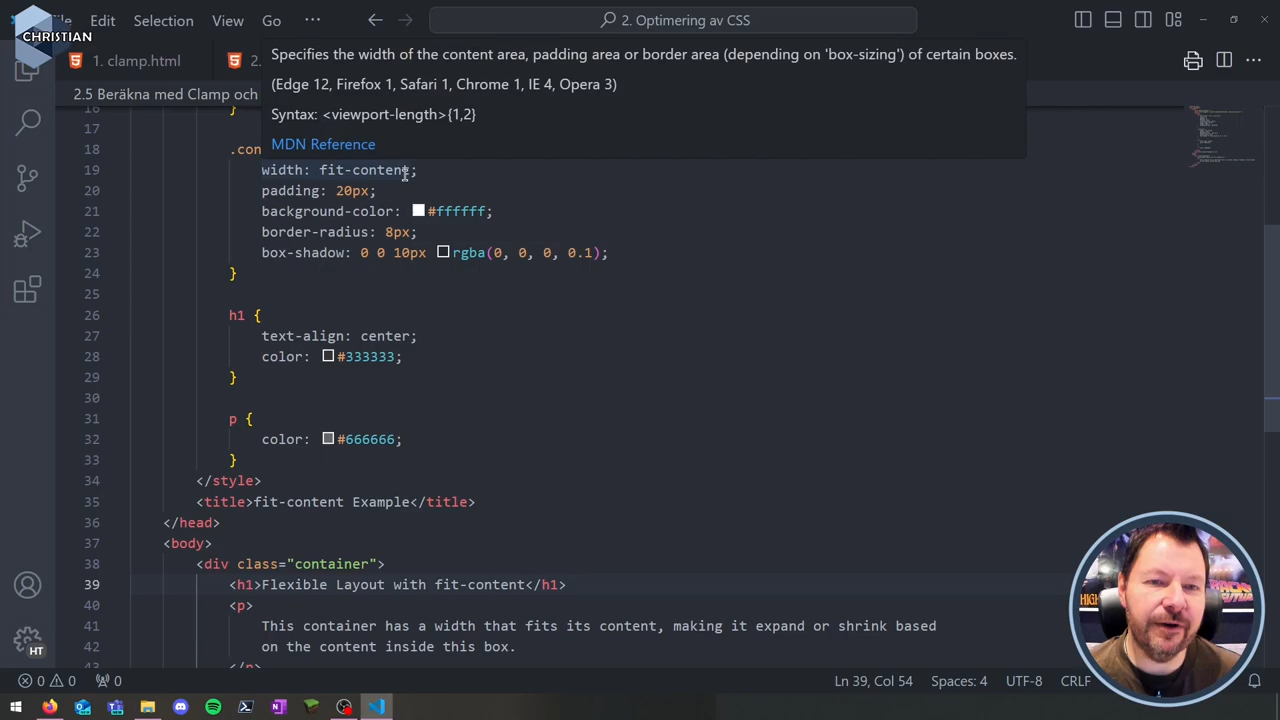 CHRISTIAN
File Edit Selection View Go ···
2. Optimering av CSS
1. clamp.html
2.
2.5 Beräkna med Clamp och
Specifies the width of the content area, padding area or border area (depending on 'box-sizing') of certain boxes.
(Edge 12, Firefox 1, Safari 1, Chrome 1, IE 4, Opera 3)
Syntax: <viewport-length>{1,2}
MDN Reference
16 }
17
18 .con
19 width: fit-content;
20 padding: 20px;
21 background-color: #ffffff;
22 border-radius: 8px;
23 box-shadow: 0 0 10px rgba(0, 0, 0, 0.1);
24 }
25
26 h1 {
27 text-align: center;
28 color: #333333;
29 }
30
31 p {
32 color: #666666;
33 }
34 </style>
35 <title>fit-content Example</title>
36 </head>
37 <body>
38 <div class="container">
39 <h1>Flexible Layout with fit-content</h1>
40 <p>
41 This container has a width that fits its content, making it expand or shrink based
42 on the content inside this box.
43 </p>
HT
0 0 0
Ln 39, Col 54 Spaces: 4 UTF-8 CRLF